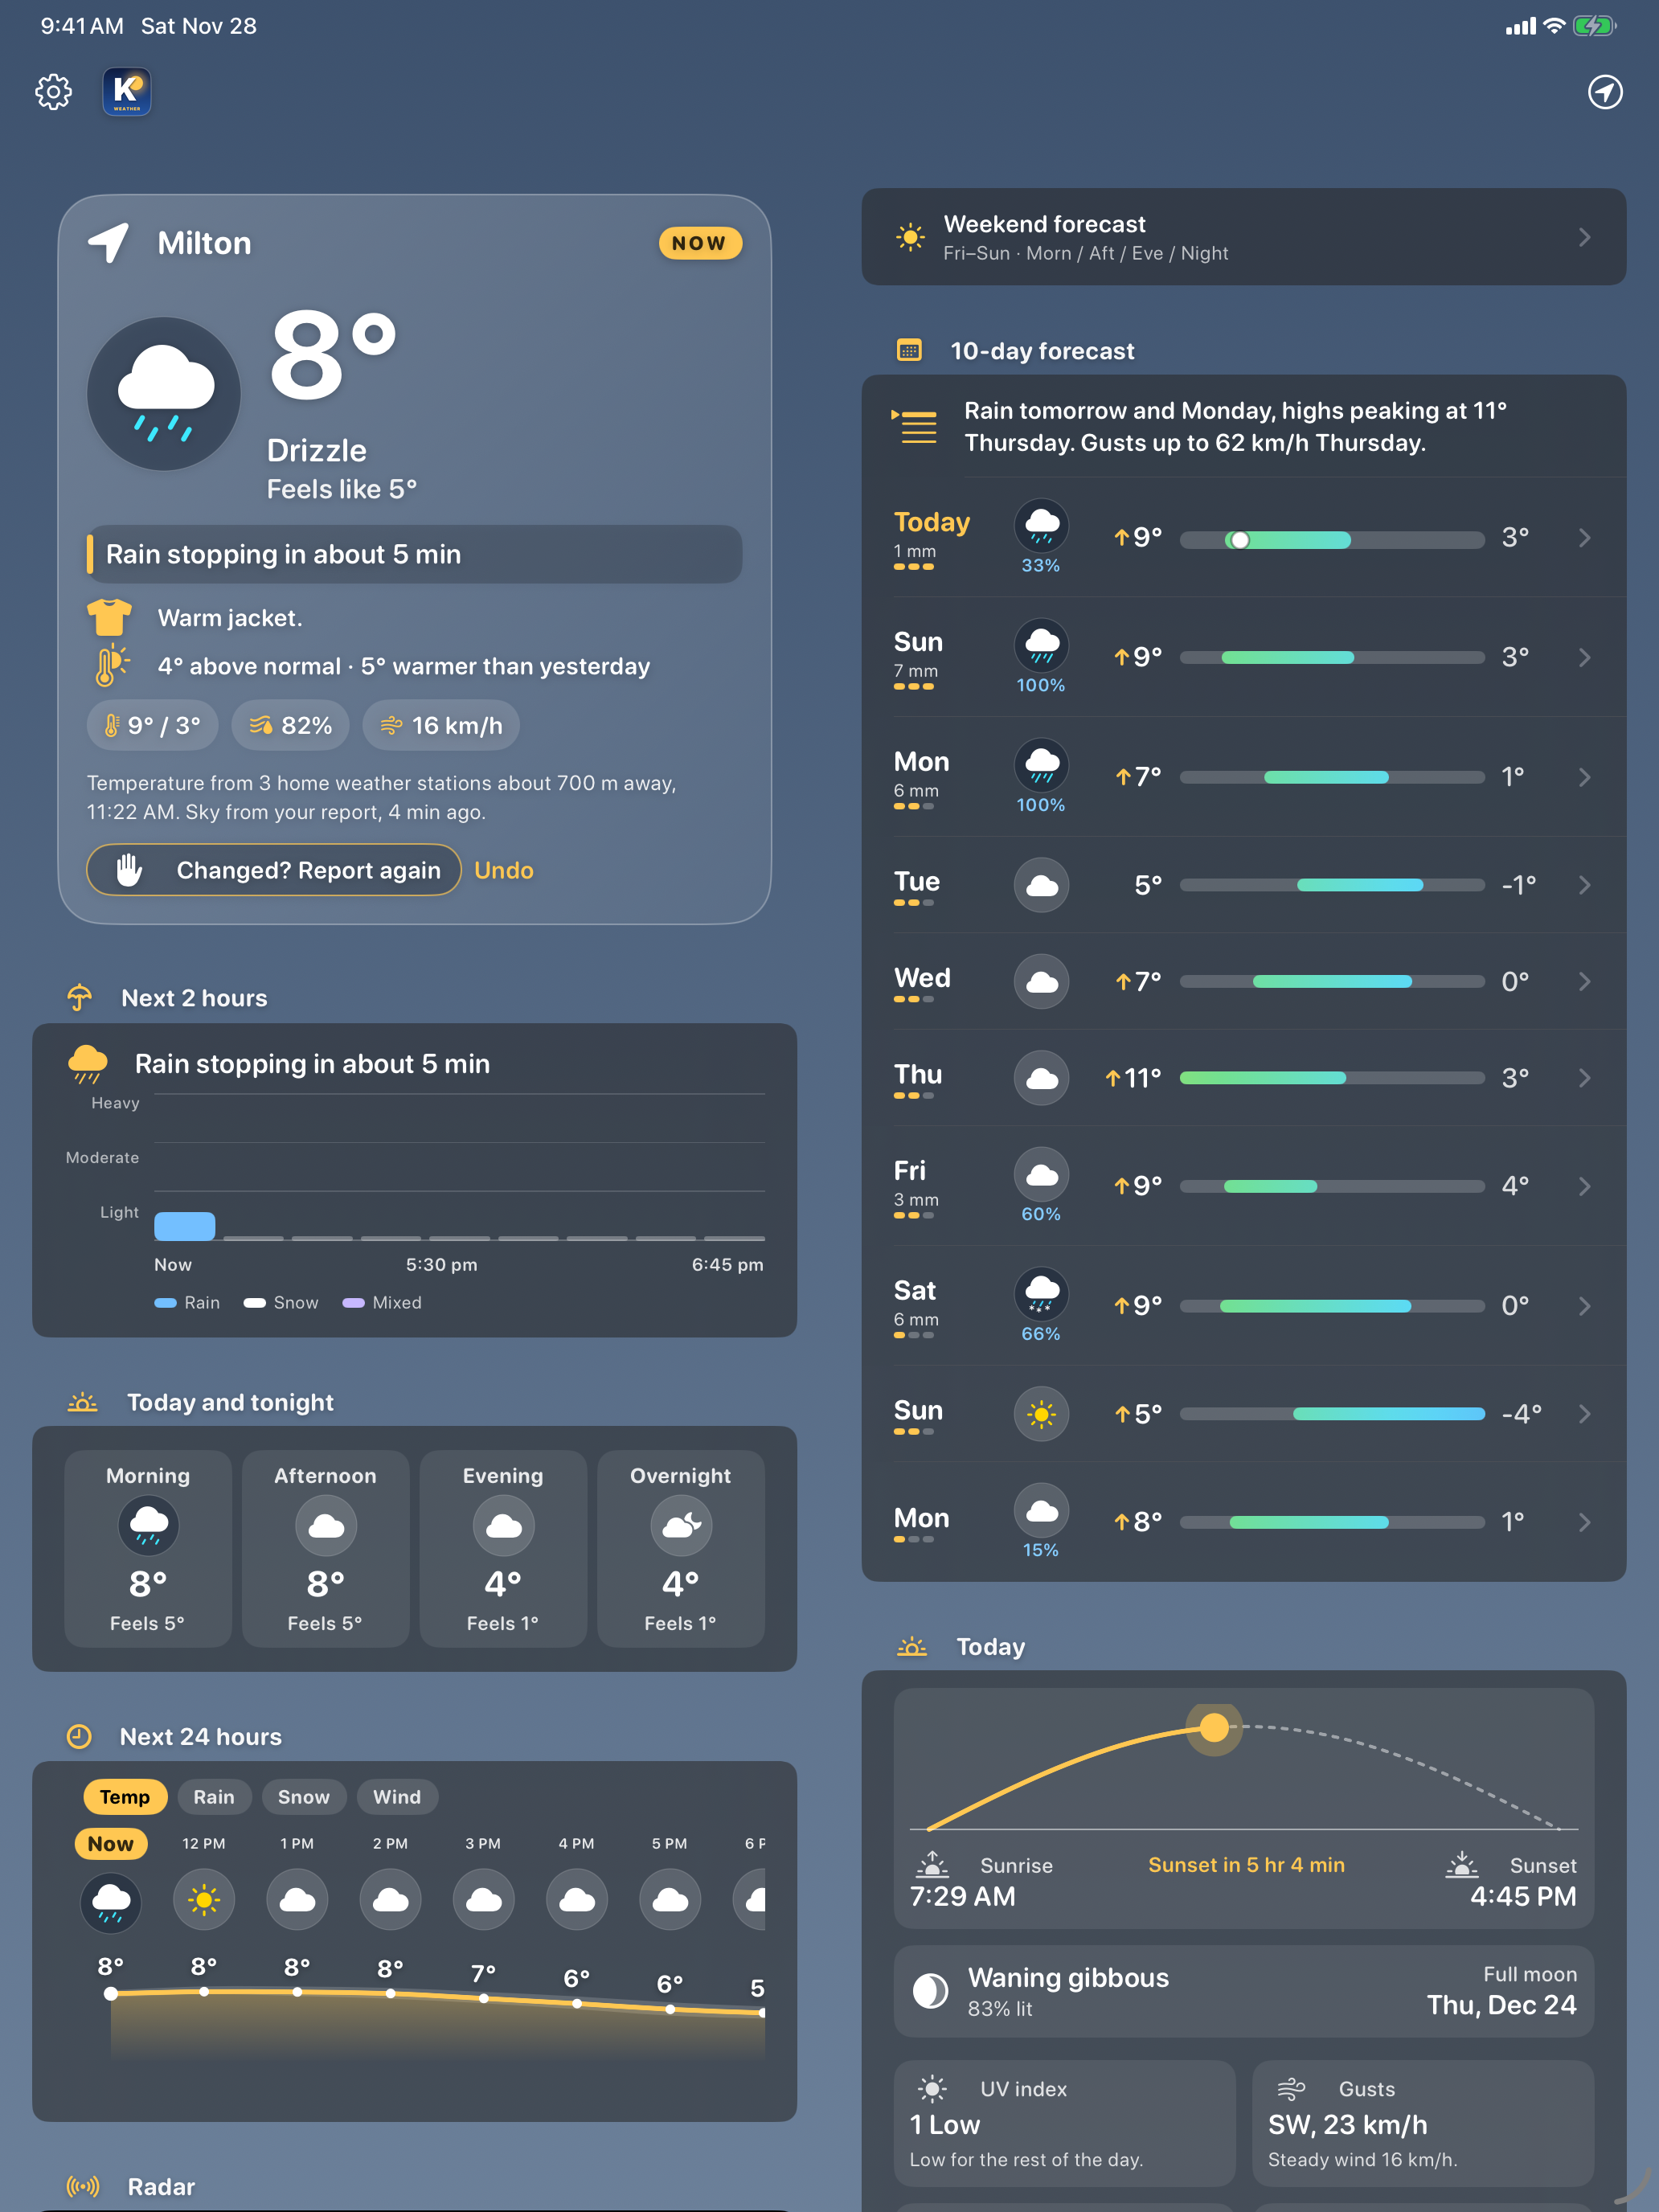 9:41 AM Sat Nov 28
K
WEATHER
Milton
NOW
8°
Drizzle
Feels like 5°
Rain stopping in about 5 min
Warm jacket.
4° above normal · 5° warmer than yesterday
9° / 3°
82%
16 km/h
Temperature from 3 home weather stations about 700 m away,
11:22 AM. Sky from your report, 4 min ago.
Changed? Report again
Undo
Next 2 hours
Rain stopping in about 5 min
Heavy
Moderate
Light
Now 5:30 pm 6:45 pm
Rain Snow Mixed
Today and tonight
Morning Afternoon Evening Overnight
8° 8° 4° 4°
Feels 5° Feels 5° Feels 1° Feels 1°
Next 24 hours
Temp Rain Snow Wind
Now 12 PM 1 PM 2 PM 3 PM 4 PM 5 PM 6 P
8° 8° 8° 8° 7° 6° 6° 5
Radar
Weekend forecast
Fri–Sun · Morn / Aft / Eve / Night
10-day forecast
Rain tomorrow and Monday, highs peaking at 11°
Thursday. Gusts up to 62 km/h Thursday.
Today
1 mm
33%
↑9° 3°
Sun
7 mm
100%
↑9° 3°
Mon
6 mm
100%
↑7° 1°
Tue
5° -1°
Wed
↑7° 0°
Thu
↑11° 3°
Fri
3 mm
60%
↑9° 4°
Sat
6 mm
66%
↑9° 0°
Sun
↑5° -4°
Mon
15%
↑8° 1°
Today
Sunrise
7:29 AM
Sunset in 5 hr 4 min
Sunset
4:45 PM
Waning gibbous
83% lit
Full moon
Thu, Dec 24
UV index
1 Low
Low for the rest of the day.
Gusts
SW, 23 km/h
Steady wind 16 km/h.